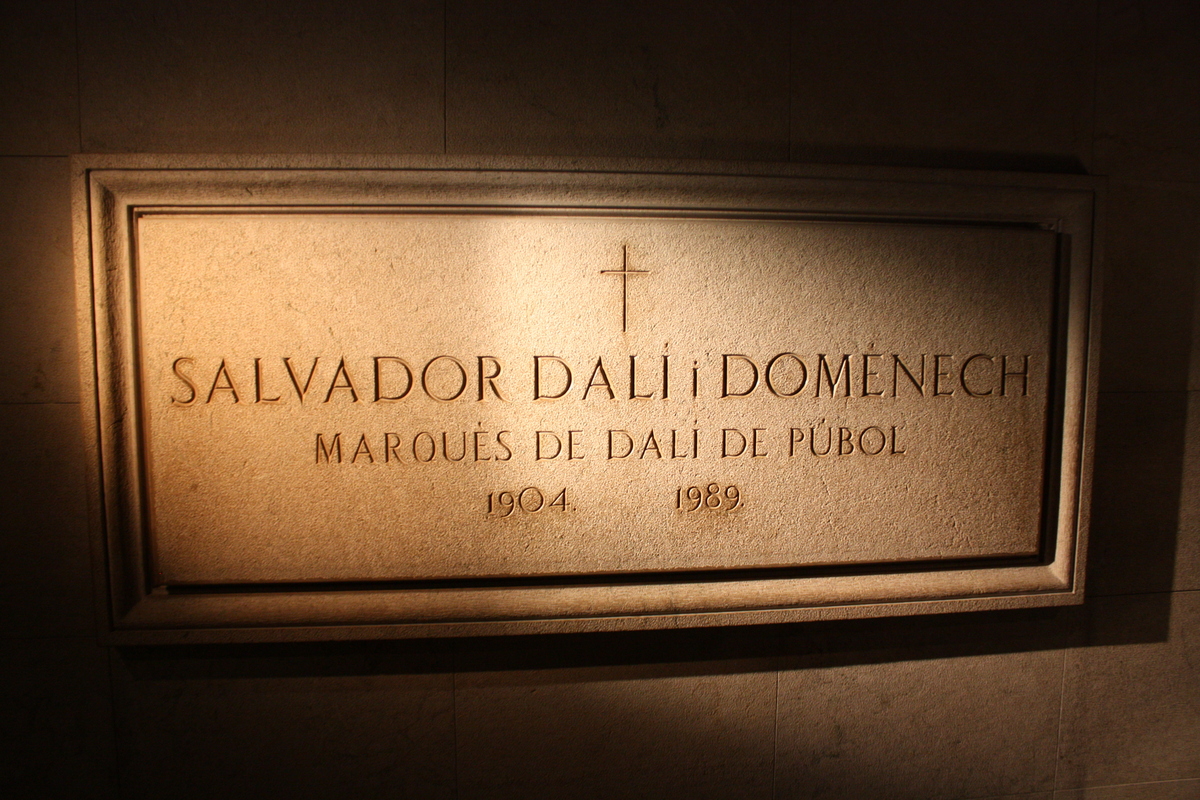 SALVADOR DALÍ i DOMÈNECH
MARQUÈS DE DALÍ DE PÚBOL
1904. 1989.